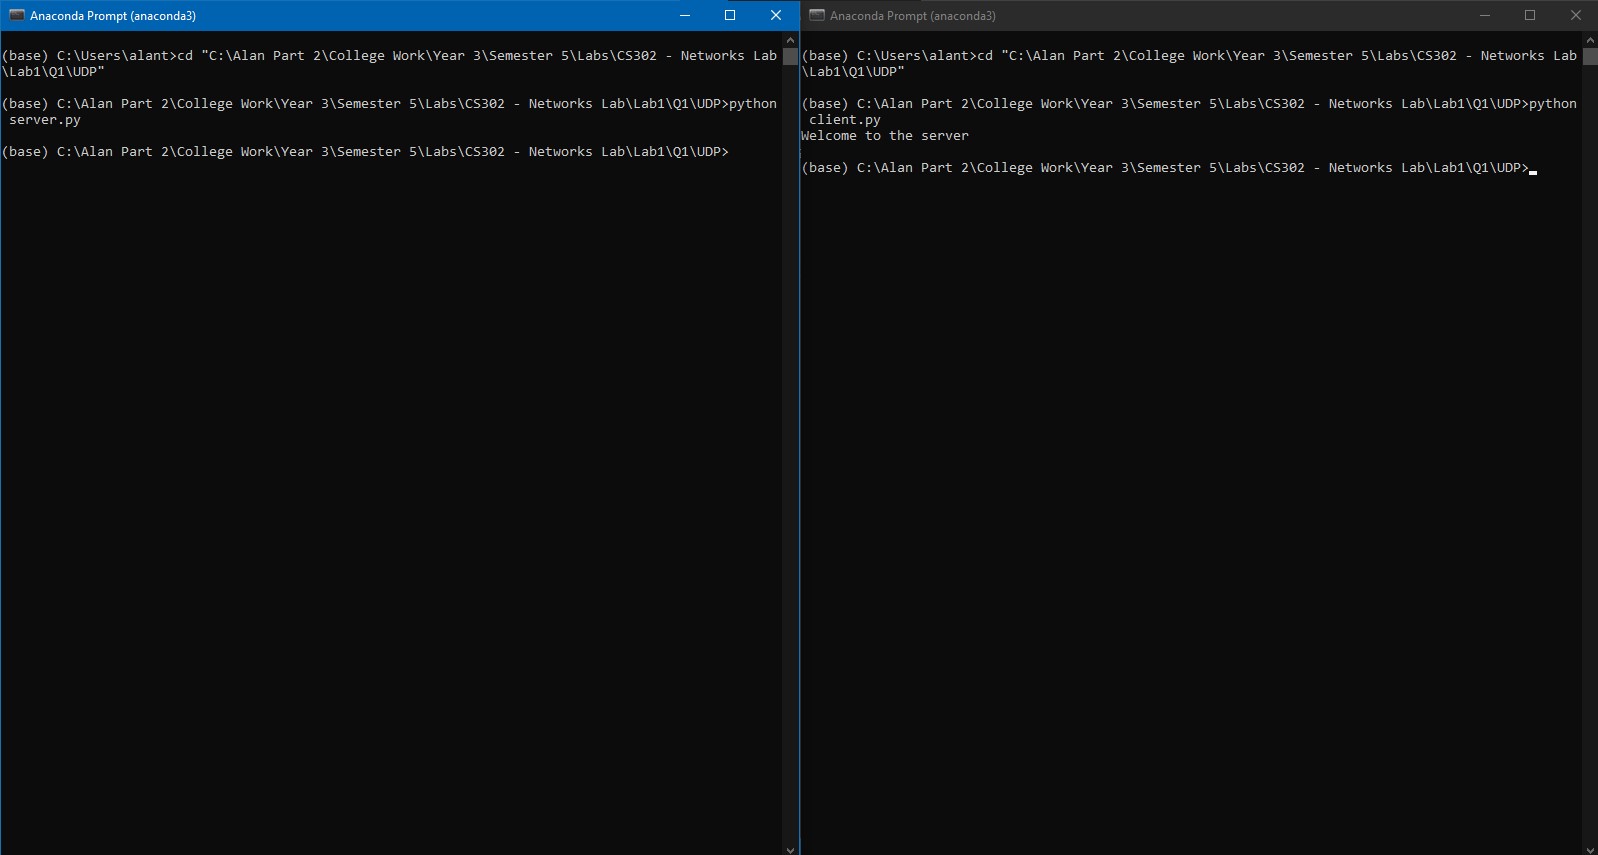 Anaconda Prompt (anaconda3)
(base) C:\Users\alant>cd "C:\Alan Part 2\College Work\Year 3\Semester 5\Labs\CS302 - Networks Lab
\Lab1\Q1\UDP"
(base) C:\Alan Part 2\College Work\Year 3\Semester 5\Labs\CS302 - Networks Lab\Lab1\Q1\UDP>python
server.py
(base) C:\Alan Part 2\College Work\Year 3\Semester 5\Labs\CS302 - Networks Lab\Lab1\Q1\UDP>
Anaconda Prompt (anaconda3)
(base) C:\Users\alant>cd "C:\Alan Part 2\College Work\Year 3\Semester 5\Labs\CS302 - Networks Lab
\Lab1\Q1\UDP"
(base) C:\Alan Part 2\College Work\Year 3\Semester 5\Labs\CS302 - Networks Lab\Lab1\Q1\UDP>python
client.py
Welcome to the server
(base) C:\Alan Part 2\College Work\Year 3\Semester 5\Labs\CS302 - Networks Lab\Lab1\Q1\UDP>